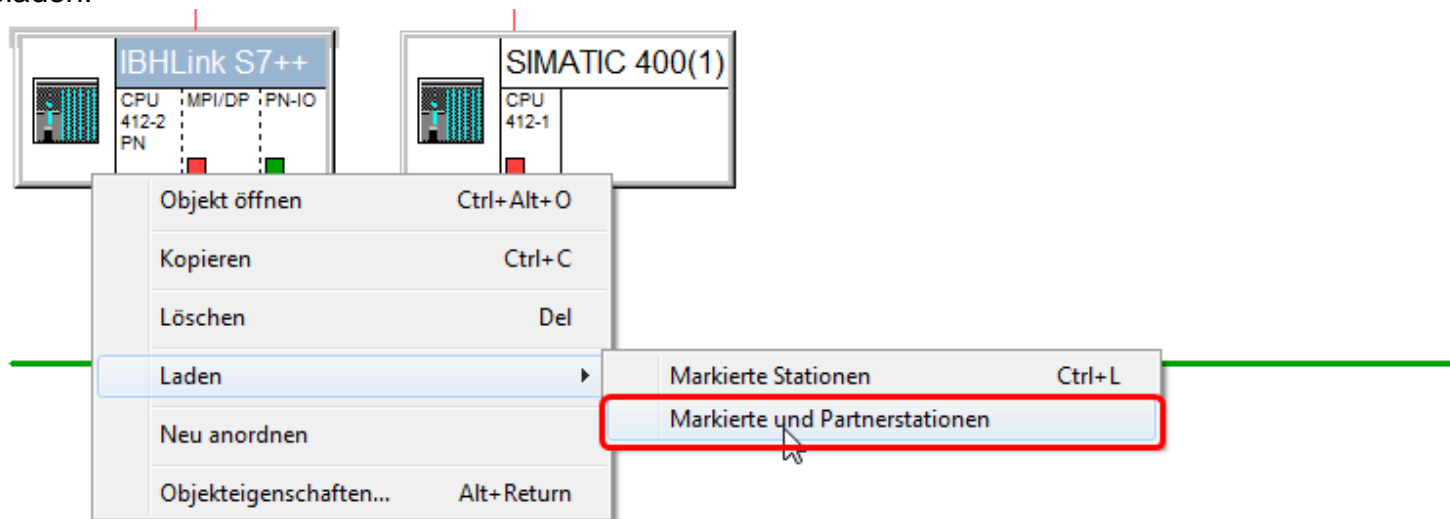 IBHLink S7++
SIMATIC 400(1)
CPU 412-2 PN
MPI/DP
PN-IO
CPU 412-1
Objekt öffnen Ctrl+Alt+O
Kopieren Ctrl+C
Löschen Del
Laden
Markierte Stationen Ctrl+L
Markierte und Partnerstationen
Neu anordnen
Objekteigenschaften... Alt+Return